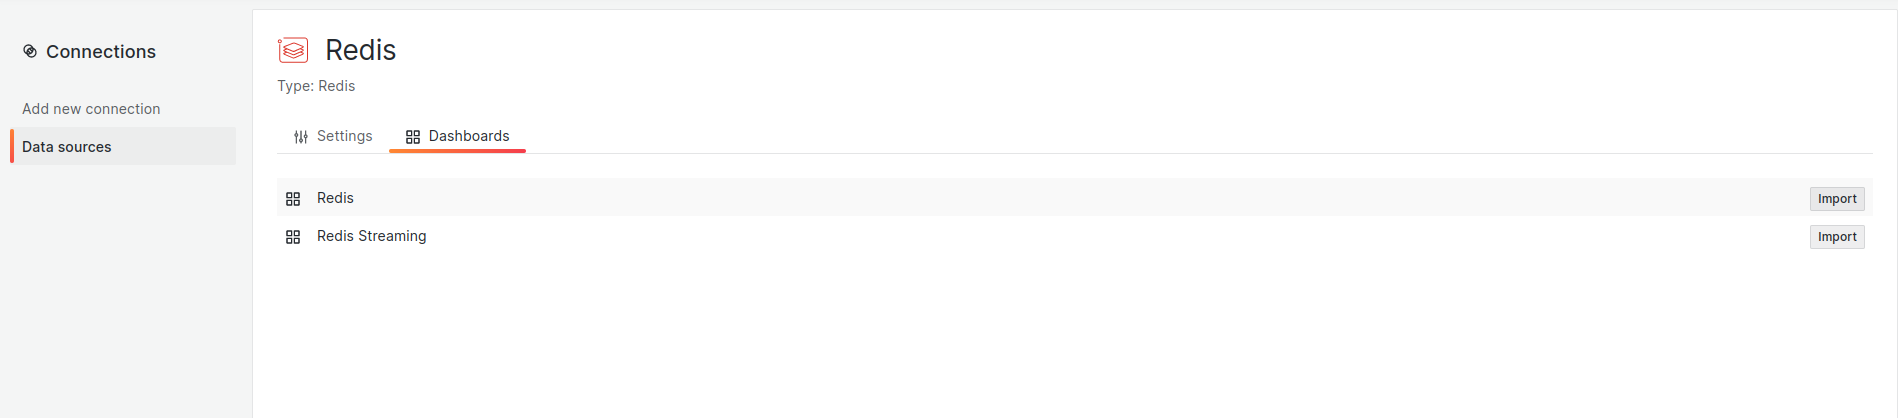 Connections
Add new connection
Data sources
Redis
Type: Redis
Settings
Dashboards
Redis
Import
Redis Streaming
Import